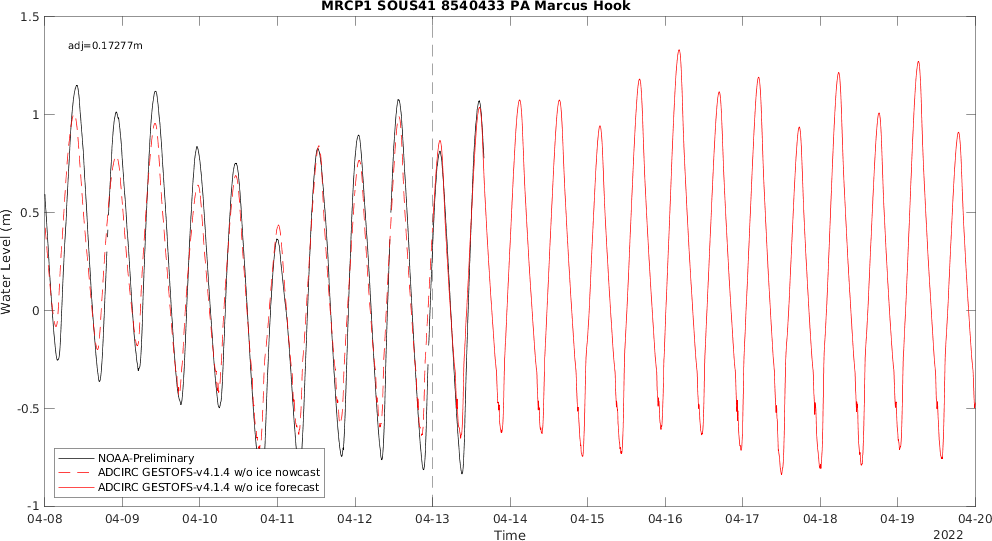 MRCP1 SOUS41 8540433 PA Marcus Hook
adj=0.17277m
1.5
1
0.5
0
-0.5
-1
Water Level (m)
NOAA-Preliminary
ADCIRC GESTOFS-v4.1.4 w/o ice nowcast
ADCIRC GESTOFS-v4.1.4 w/o ice forecast
04-08 04-09 04-10 04-11 04-12 04-13 04-14 04-15 04-16 04-17 04-18 04-19 04-20
Time
2022